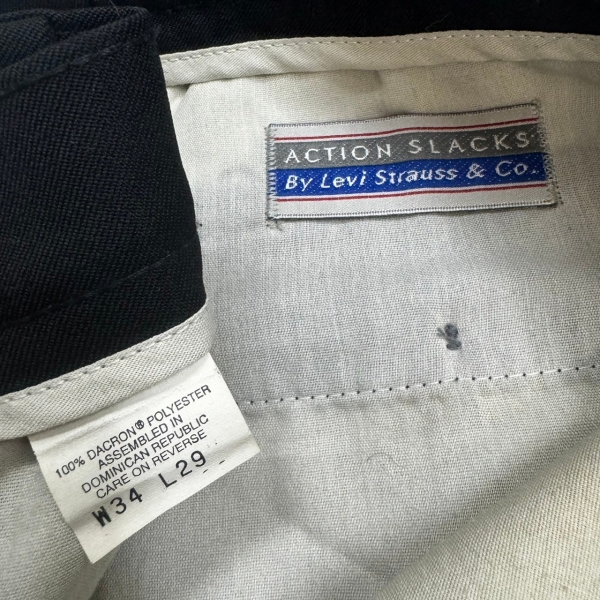 ACTION SLACKS
By Levi Strauss & Co.
100% DACRON® POLYESTER
ASSEMBLED IN
DOMINICAN REPUBLIC
CARE ON REVERSE
W34 L29